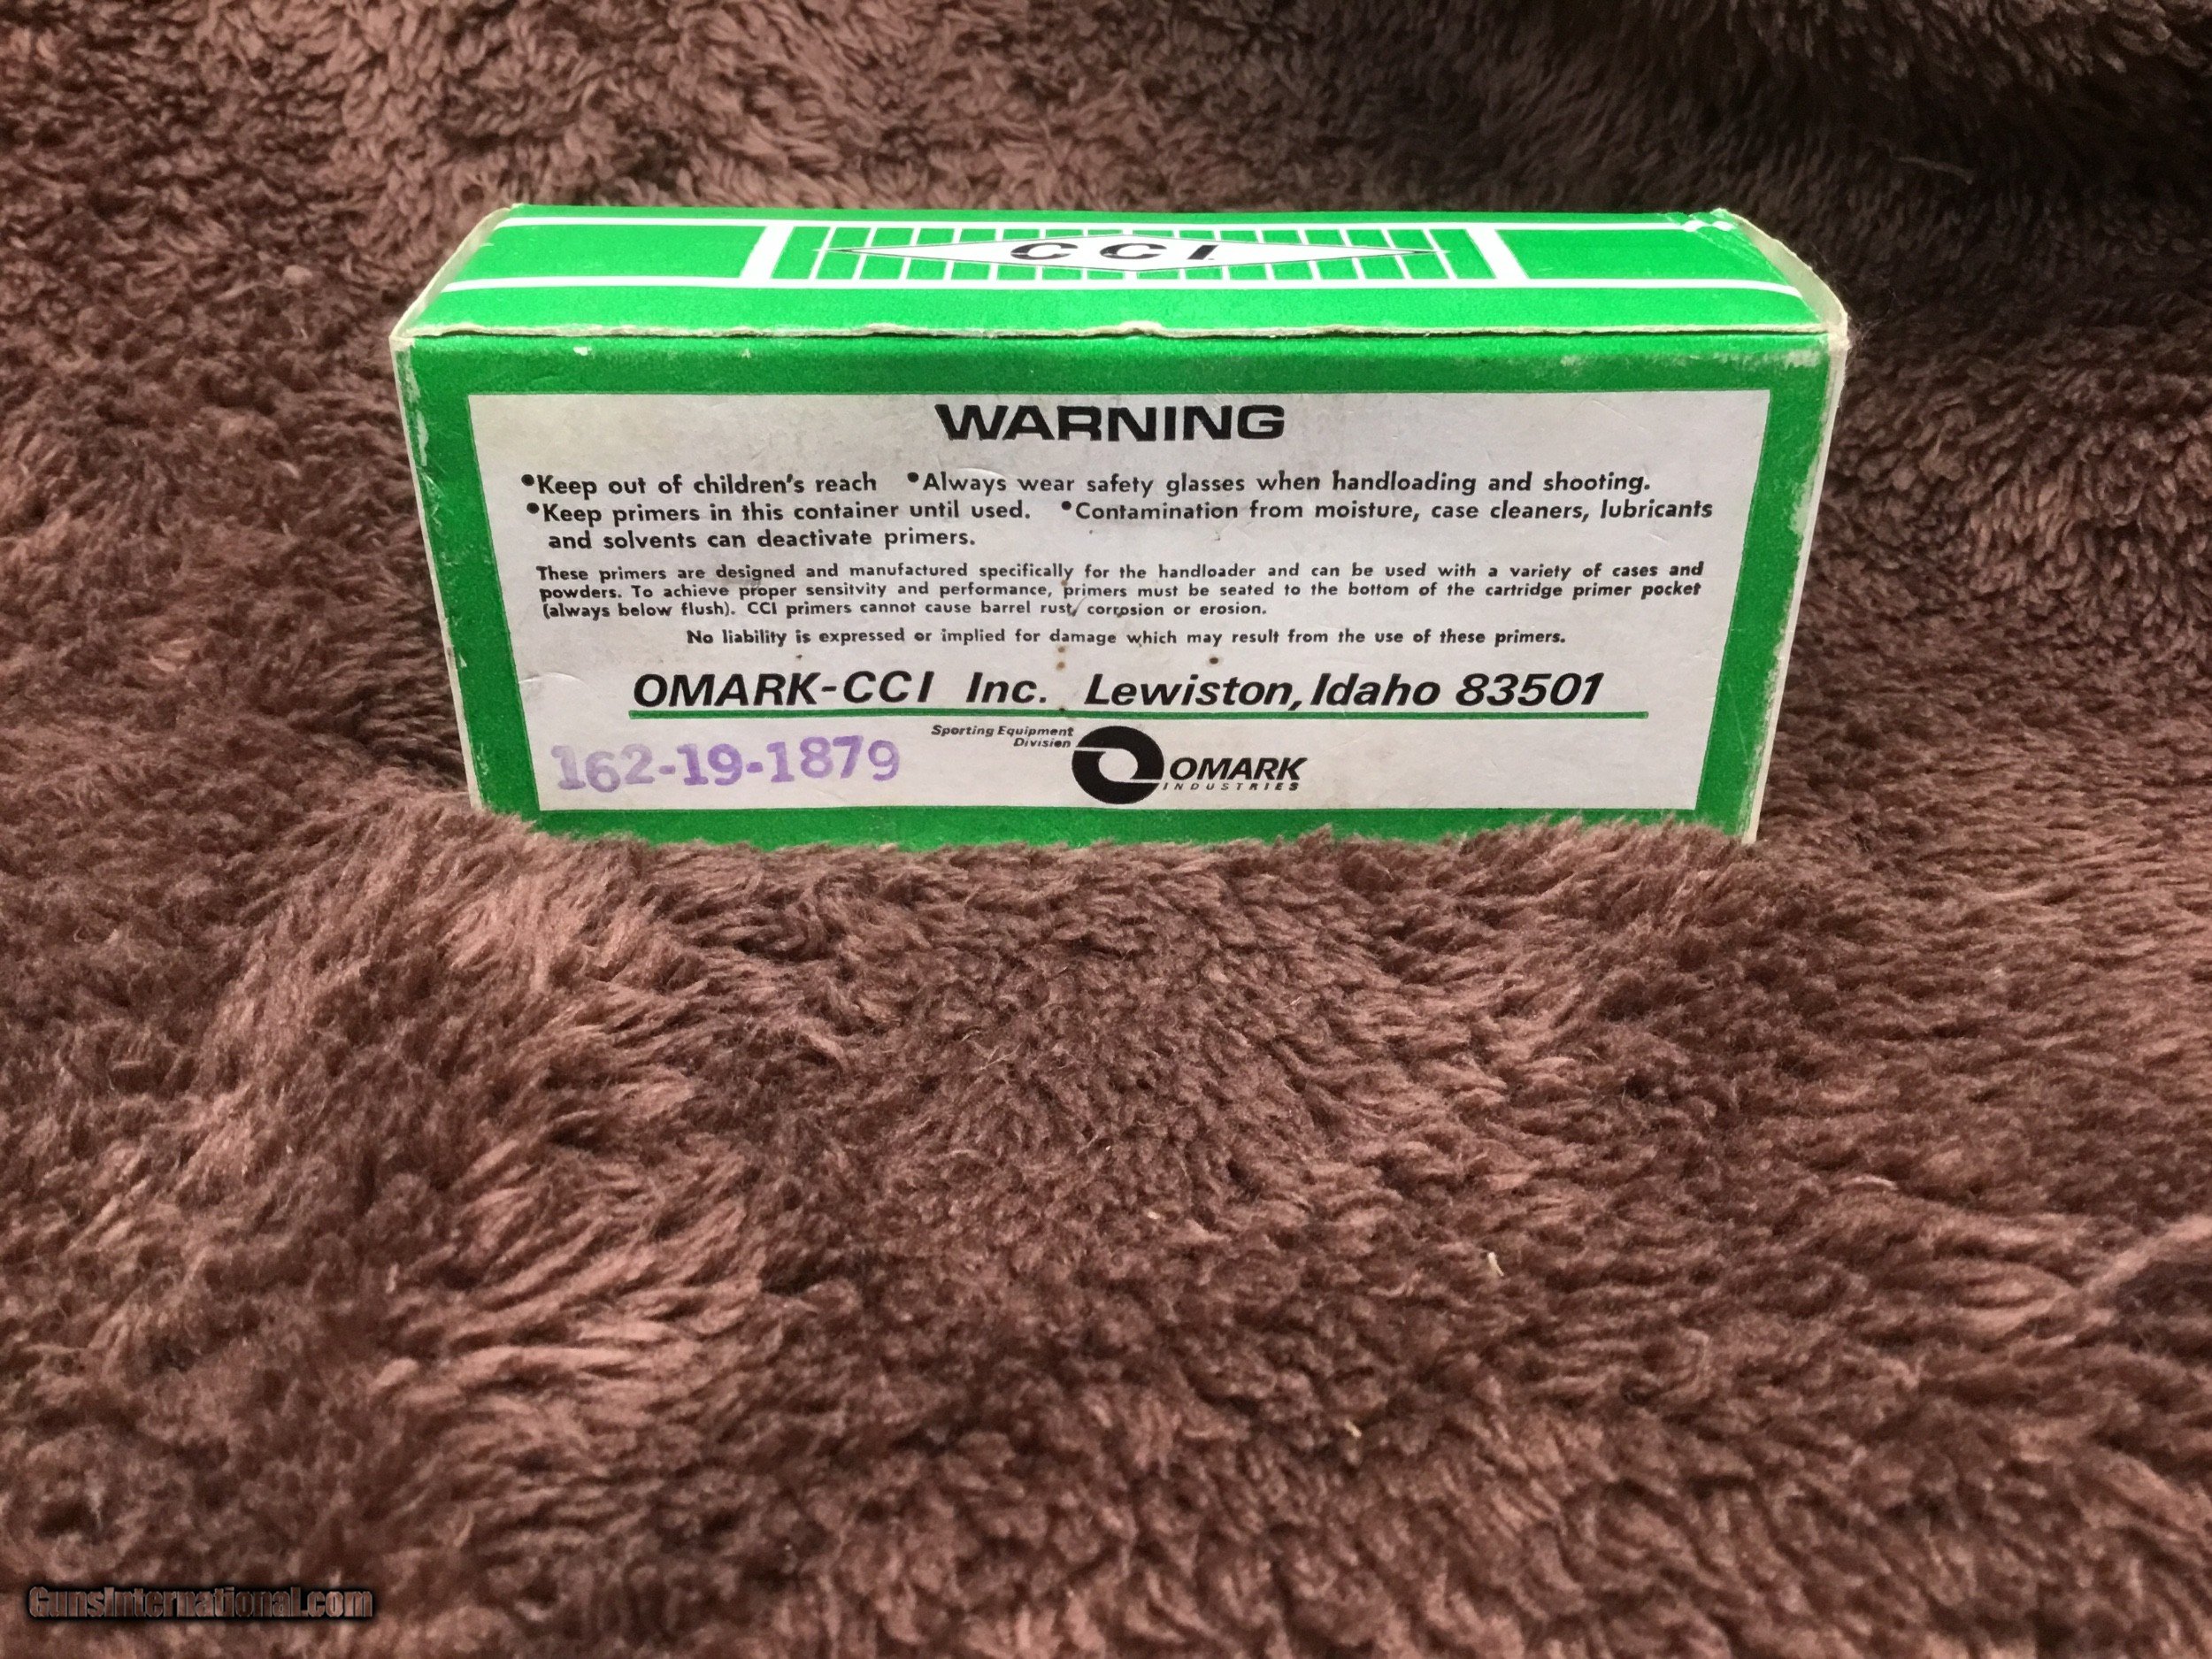 CCI
WARNING
•Keep out of children's reach •Always wear safety glasses when handloading and shooting.
•Keep primers in this container until used. •Contamination from moisture, case cleaners, lubricants
and solvents can deactivate primers.
These primers are designed and manufactured specifically for the handloader and can be used with a variety of cases and
powders. To achieve proper sensitvity and performance, primers must be seated to the bottom of the cartridge primer pocket
(always below flush). CCI primers cannot cause barrel rust, corrosion or erosion.
No liability is expressed or implied for damage which may result from the use of these primers.
OMARK-CCI Inc. Lewiston, Idaho 83501
Sporting Equipment
Division
OMARK
INDUSTRIES
162-19-1879
GunsInternational.com